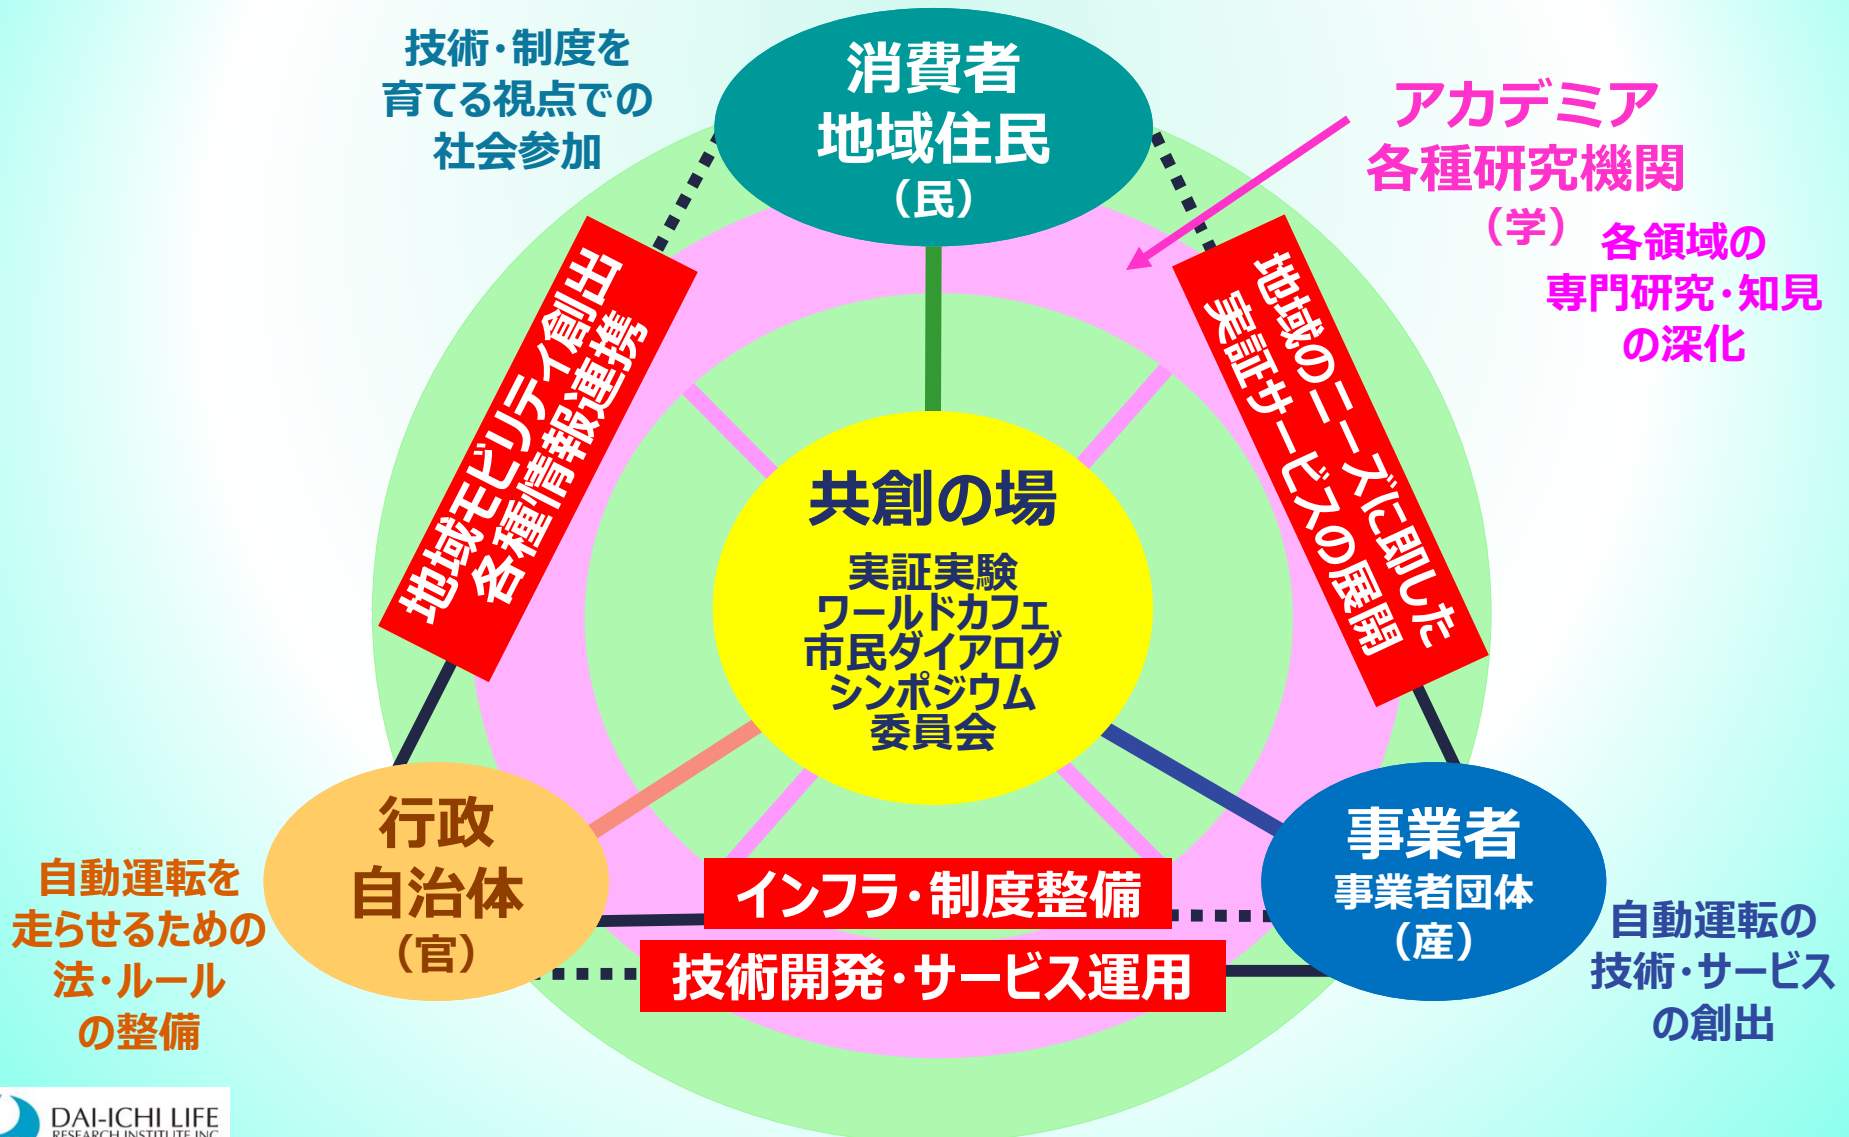 技術・制度を
育てる視点での
社会参加
消費者
地域住民
（民）
アカデミア
各種研究機関
（学）
各領域の
専門研究・知見
の深化
地域モビリティ創出
各種情報連携
地域のニーズに即した
実証サービスの展開
共創の場
実証実験
ワールドカフェ
市民ダイアログ
シンポジウム
委員会
行政
自治体
（官）
自動運転を
走らせるための
法・ルール
の整備
インフラ・制度整備
技術開発・サービス運用
事業者
事業者団体
（産）
自動運転の
技術・サービス
の創出
DAI-ICHI LIFE
RESEARCH INSTITUTE INC